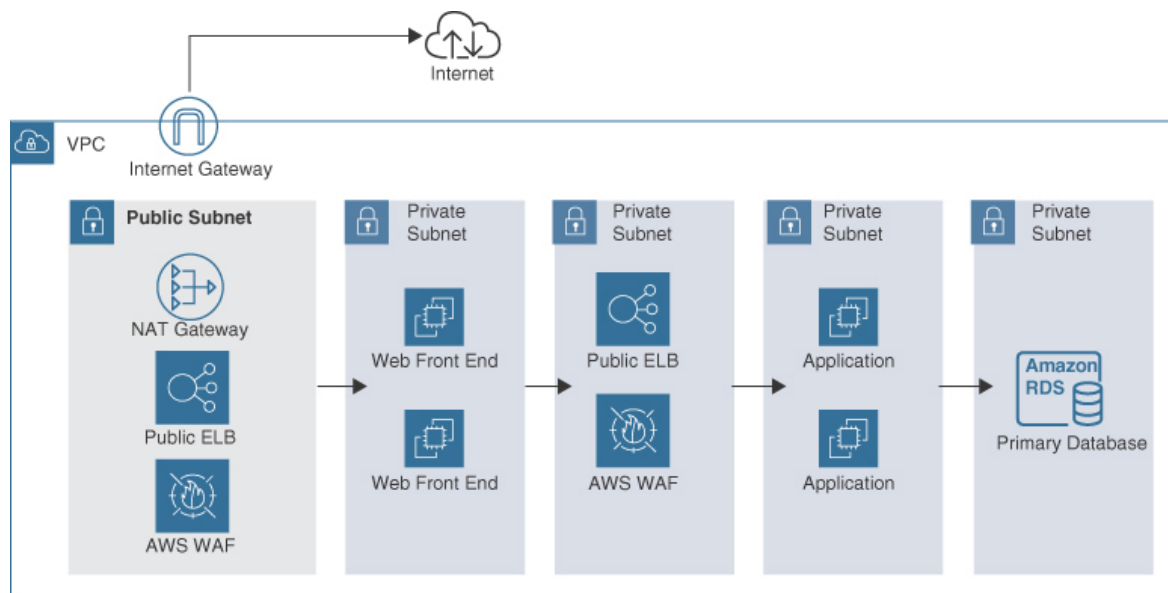 Internet
VPC
Internet Gateway
Public Subnet
NAT Gateway
Public ELB
AWS WAF
Private
Subnet
Web Front End
Web Front End
Private
Subnet
Public ELB
AWS WAF
Private
Subnet
Application
Application
Private
Subnet
Amazon
RDS
Primary Database